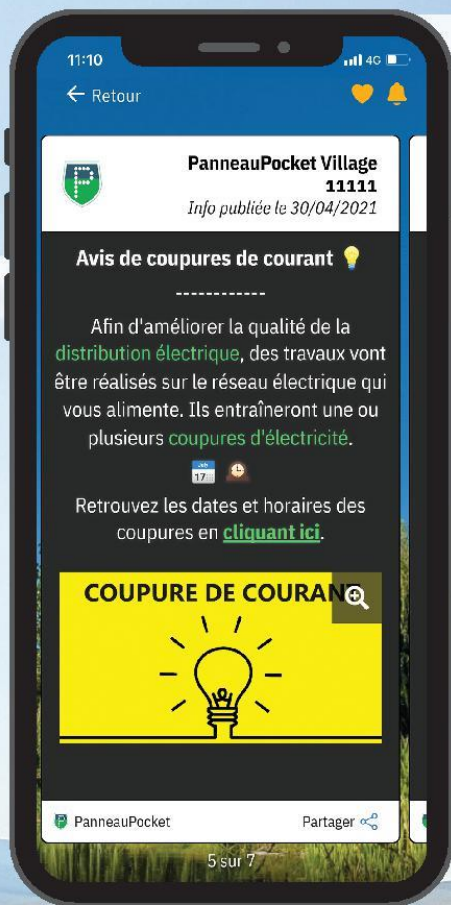 11:10
4G
← Retour
PanneauPocket Village
11111
Info publiée le 30/04/2021
Avis de coupures de courant 💡
------------
Afin d'améliorer la qualité de la
distribution électrique, des travaux vont
être réalisés sur le réseau électrique qui
vous alimente. Ils entraîneront une ou
plusieurs coupures d'électricité.
📅 🕰️
Retrouvez les dates et horaires des
coupures en cliquant ici.
COUPURE DE COURANT
PanneauPocket
Partager
5 sur 7